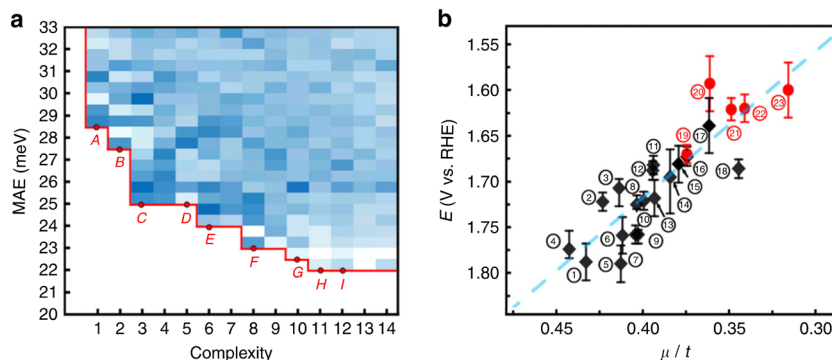 a
MAE (meV)
33
32
31
30
29
28
27
26
25
24
23
22
21
20
A
B
C
D
E
F
G
H
I
1 2 3 4 5 6 7 8 9 10 11 12 13 14
Complexity
b
E (V vs. RHE)
1.55
1.60
1.65
1.70
1.75
1.80
20
23
22
21
19
17
11
12
16
18
3
8
15
2
14
13
10
9
6
4
7
5
1
0.45 0.40 0.35 0.30
μ / t